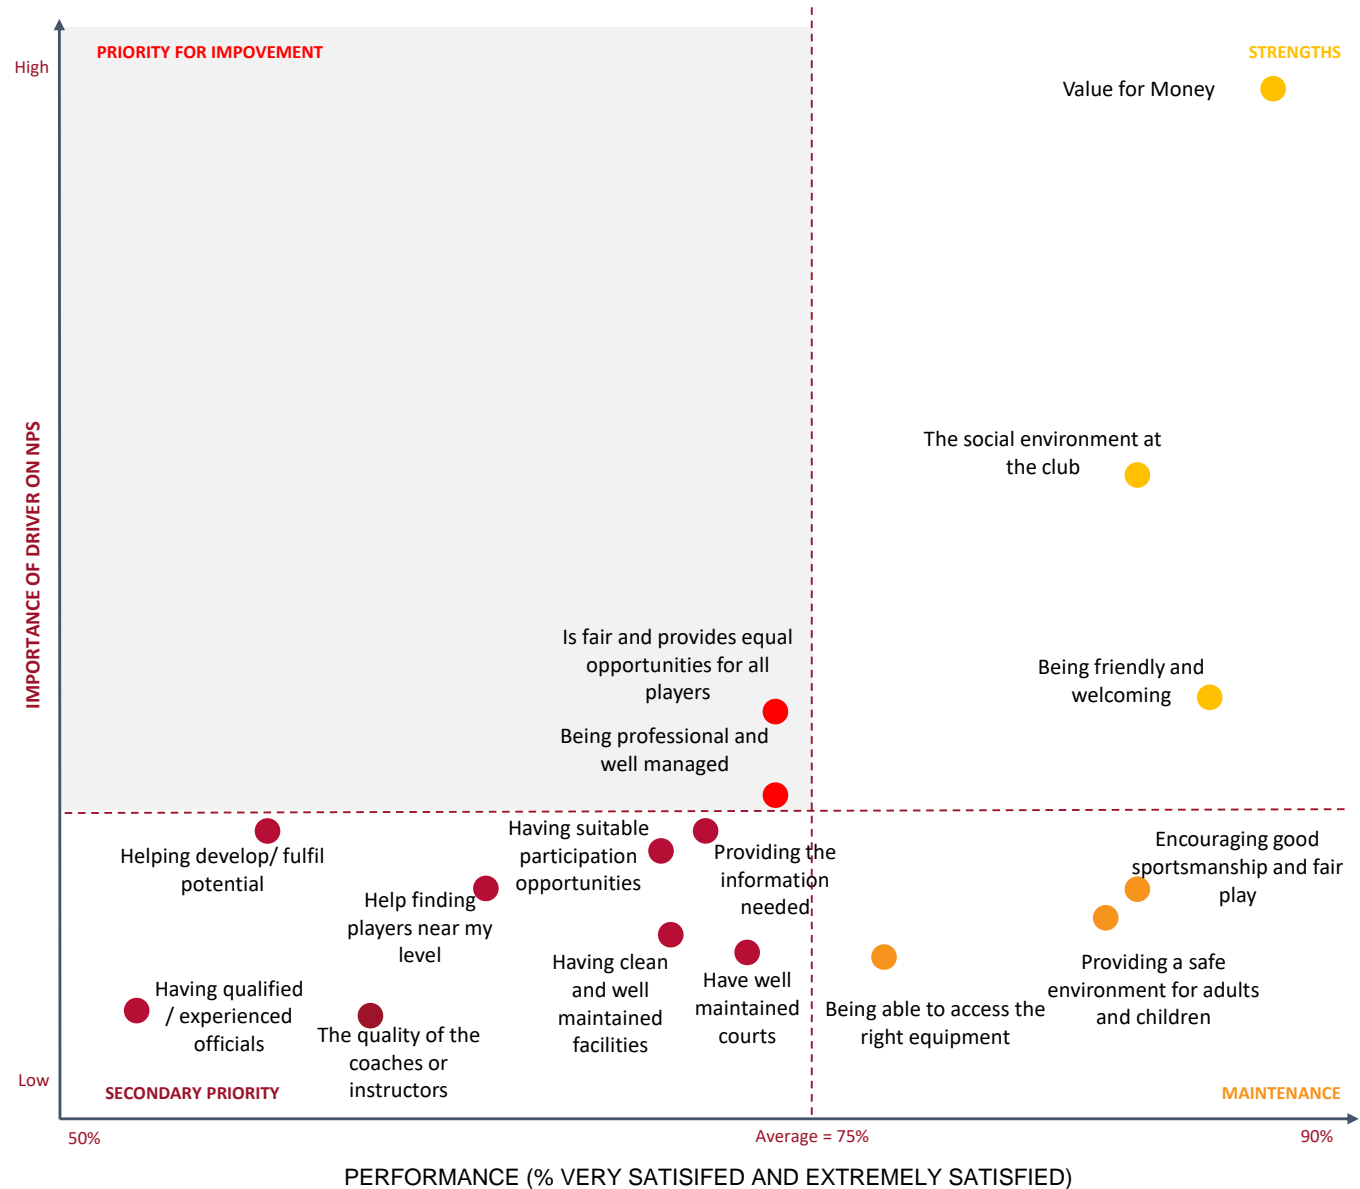 PRIORITY FOR IMPOVEMENT
STRENGTHS
High
Value for Money
The social environment at
the club
IMPORTANCE OF DRIVER ON NPS
Is fair and provides equal
opportunities for all
players
Being friendly and
welcoming
Being professional and
well managed
Helping develop/ fulfil
potential
Having suitable
participation
opportunities
Providing the
information
needed
Encouraging good
sportsmanship and fair
play
Help finding
players near my
level
Having clean
and well
maintained
facilities
Have well
maintained
courts
Being able to access the
right equipment
Providing a safe
environment for adults
and children
Having qualified
/ experienced
officials
The quality of the
coaches or
instructors
Low
SECONDARY PRIORITY
MAINTENANCE
50%
Average = 75%
90%
PERFORMANCE (% VERY SATISIFED AND EXTREMELY SATISFIED)